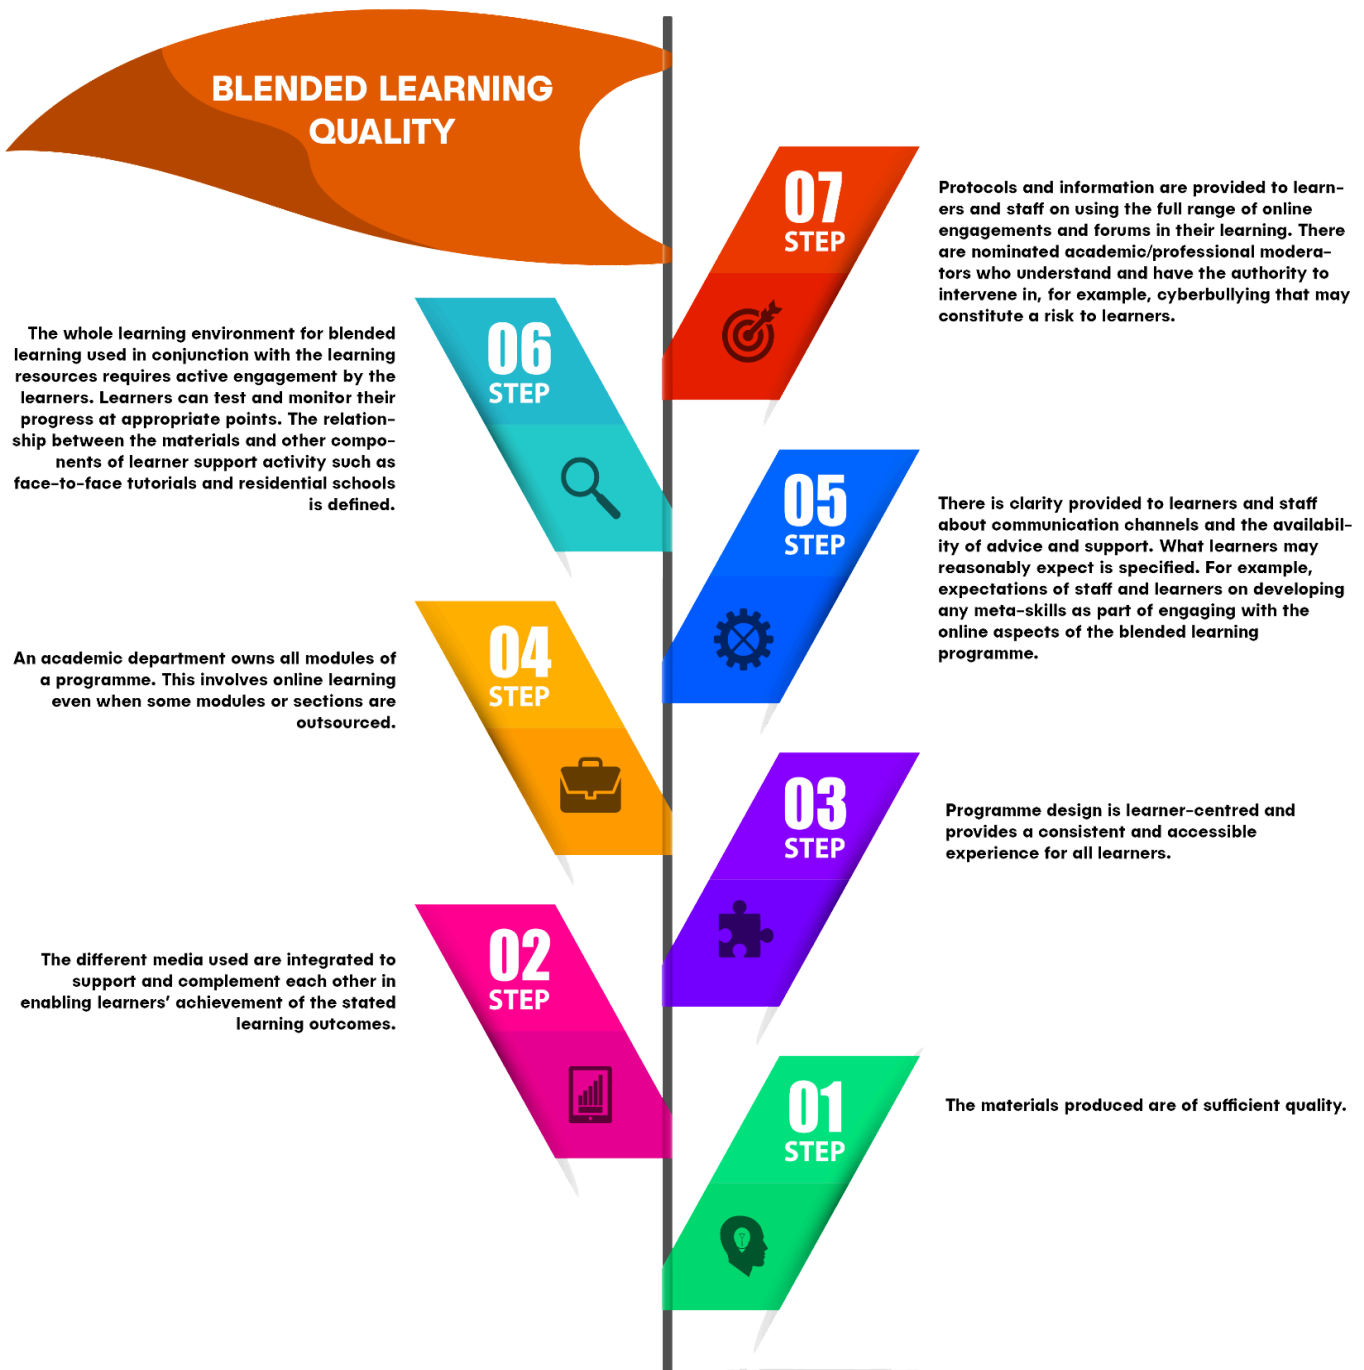 BLENDED LEARNING
QUALITY
07
STEP
Protocols and information are provided to learn-
ers and staff on using the full range of online
engagements and forums in their learning. There
are nominated academic/professional modera-
tors who understand and have the authority to
intervene in, for example, cyberbullying that may
constitute a risk to learners.
06
STEP
The whole learning environment for blended
learning used in conjunction with the learning
resources requires active engagement by the
learners. Learners can test and monitor their
progress at appropriate points. The relation-
ship between the materials and other compo-
nents of learner support activity such as
face-to-face tutorials and residential schools
is defined.
05
STEP
There is clarity provided to learners and staff
about communication channels and the availabil-
ity of advice and support. What learners may
reasonably expect is specified. For example,
expectations of staff and learners on developing
any meta-skills as part of engaging with the
online aspects of the blended learning
programme.
04
STEP
An academic department owns all modules of
a programme. This involves online learning
even when some modules or sections are
outsourced.
03
STEP
Programme design is learner-centred and
provides a consistent and accessible
experience for all learners.
02
STEP
The different media used are integrated to
support and complement each other in
enabling learners' achievement of the stated
learning outcomes.
01
STEP
The materials produced are of sufficient quality.